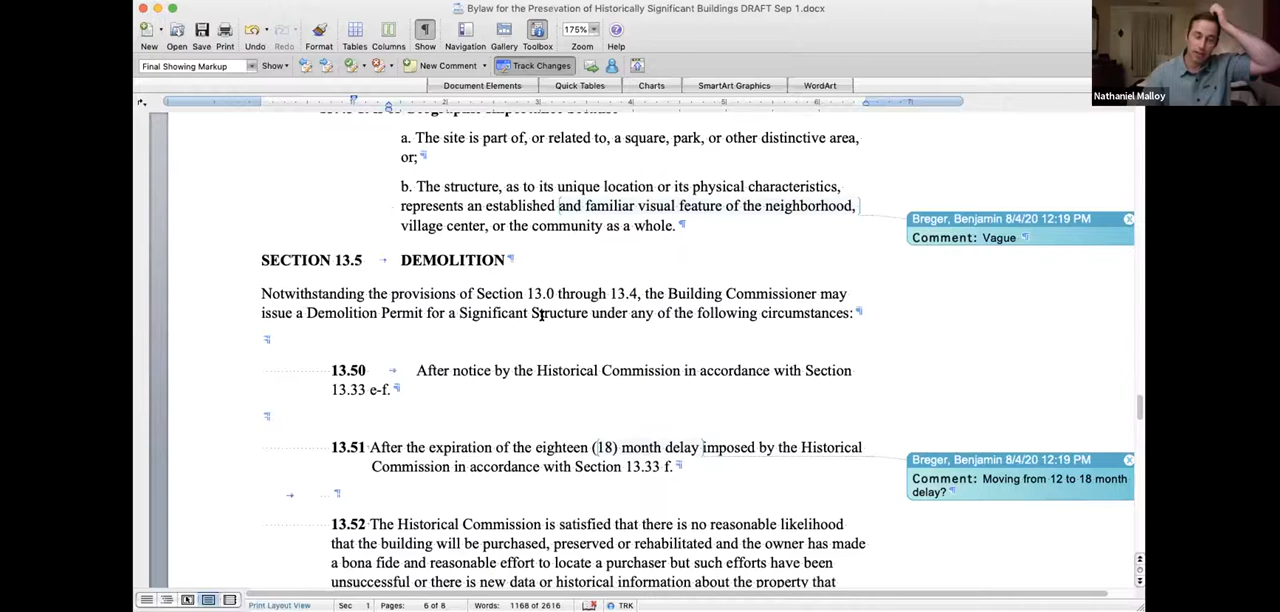 Bylaw for the Presevation of Historically Significant Buildings DRAFT Sep 1.docx
New Open Save Print Undo Redo Format Tables Columns Show Navigation Gallery Toolbox Zoom Help
175%
Final Showing Markup Show New Comment Track Changes
Document Elements Quick Tables Charts SmartArt Graphics WordArt
Nathaniel Malloy
a. The site is part of, or related to, a square, park, or other distinctive area,
or;
b. The structure, as to its unique location or its physical characteristics,
represents an established and familiar visual feature of the neighborhood,
village center, or the community as a whole.
Breger, Benjamin 8/4/20 12:19 PM
Comment: Vague
SECTION 13.5 DEMOLITION
Notwithstanding the provisions of Section 13.0 through 13.4, the Building Commissioner may
issue a Demolition Permit for a Significant Structure under any of the following circumstances:
13.50 After notice by the Historical Commission in accordance with Section
13.33 e-f.
13.51 After the expiration of the eighteen (18) month delay imposed by the Historical
Commission in accordance with Section 13.33 f.
Breger, Benjamin 8/4/20 12:19 PM
Comment: Moving from 12 to 18 month
delay?
13.52 The Historical Commission is satisfied that there is no reasonable likelihood
that the building will be purchased, preserved or rehabilitated and the owner has made
a bona fide and reasonable effort to locate a purchaser but such efforts have been
unsuccessful or there is new data or historical information about the property that
Print Layout View Sec 1 Pages: 6 of 8 Words: 1168 of 2616 TRK